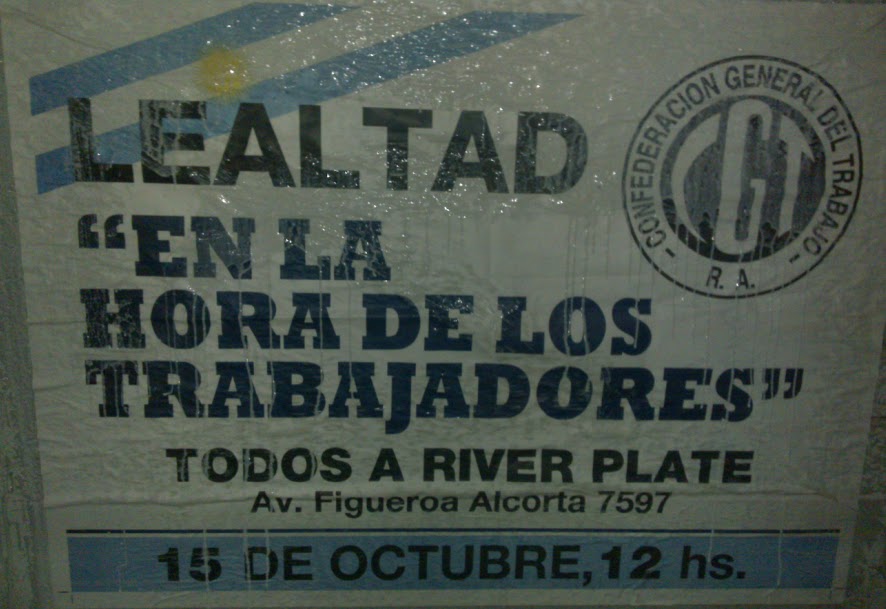 LEALTAD
CONFEDERACION GENERAL DEL TRABAJO
CGT
- R. A. -
“EN LA
HORA DE LOS
TRABAJADORES”
TODOS A RIVER PLATE
Av. Figueroa Alcorta 7597
15 DE OCTUBRE, 12 hs.